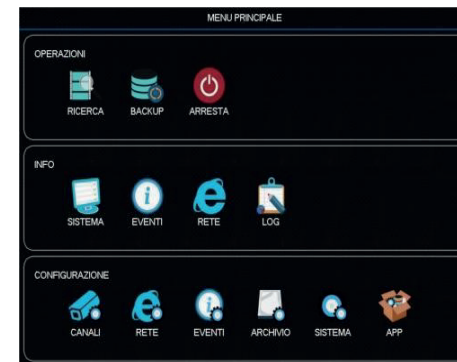 MENU PRINCIPALE
OPERAZIONI
RICERCA BACKUP ARRESTA
INFO
SISTEMA EVENTI RETE LOG
CONFIGURAZIONE
CANALI RETE EVENTI ARCHIVIO SISTEMA APP